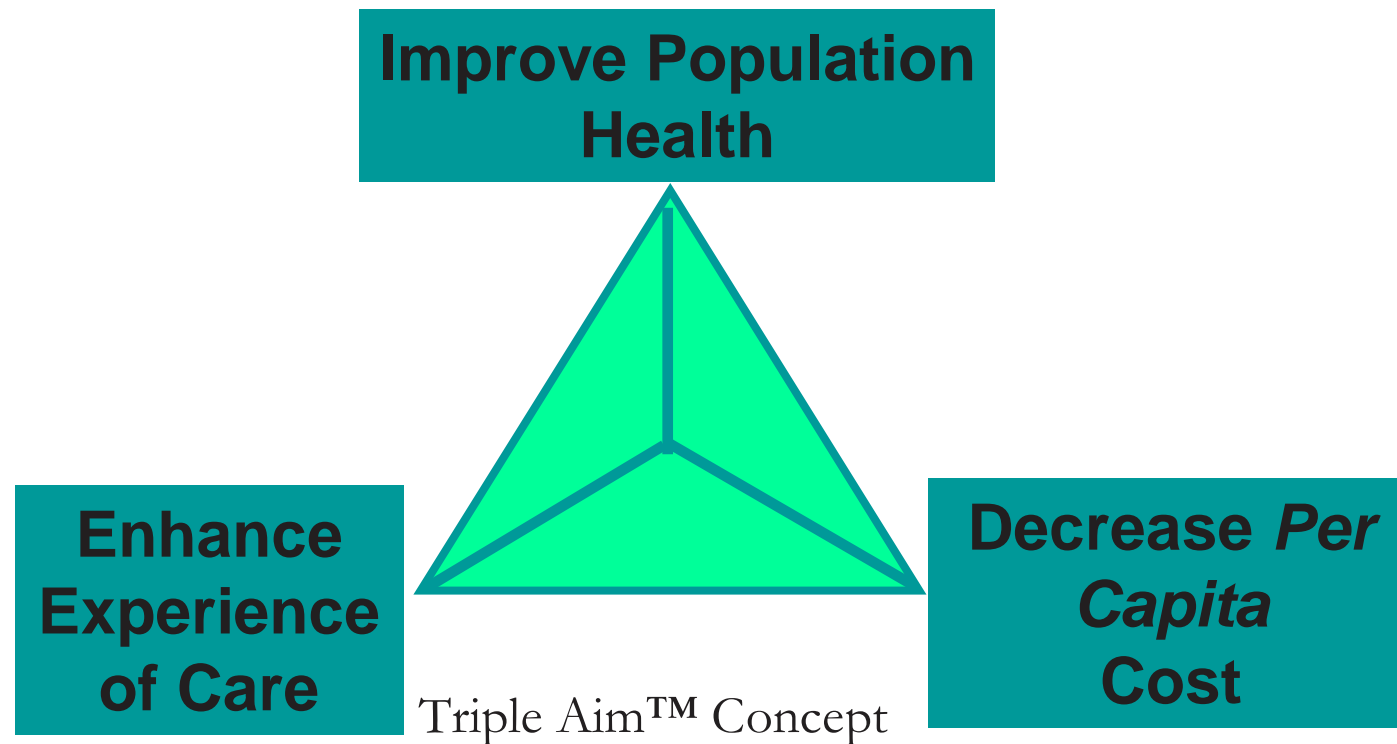 Improve Population
Health
Enhance
Experience
of Care
Decrease Per
Capita
Cost
Triple Aim™ Concept